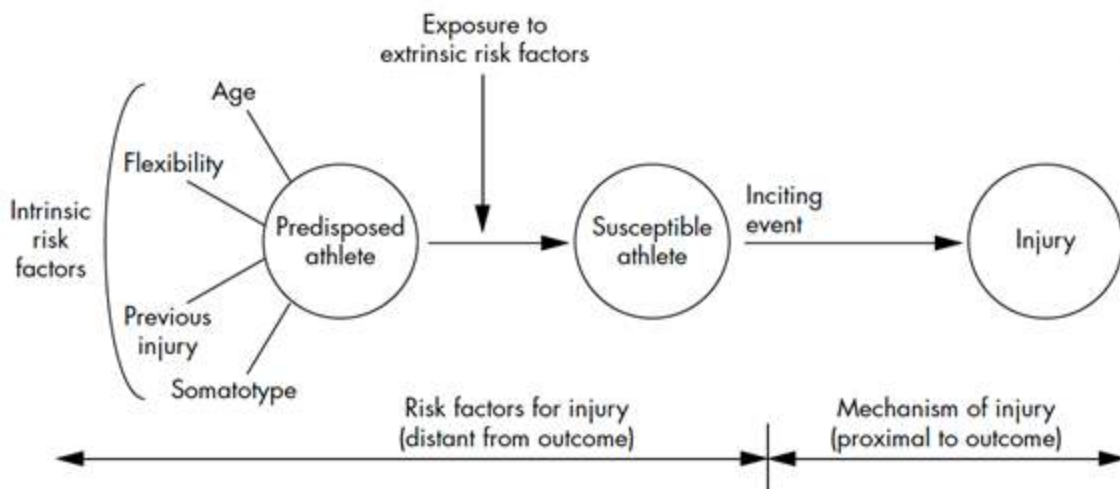 Exposure to
extrinsic risk factors
Age
Flexibility
Intrinsic
risk
factors
Previous
injury
Somatotype
Predisposed
athlete
Susceptible
athlete
Inciting
event
Injury
Risk factors for injury
(distant from outcome)
Mechanism of injury
(proximal to outcome)